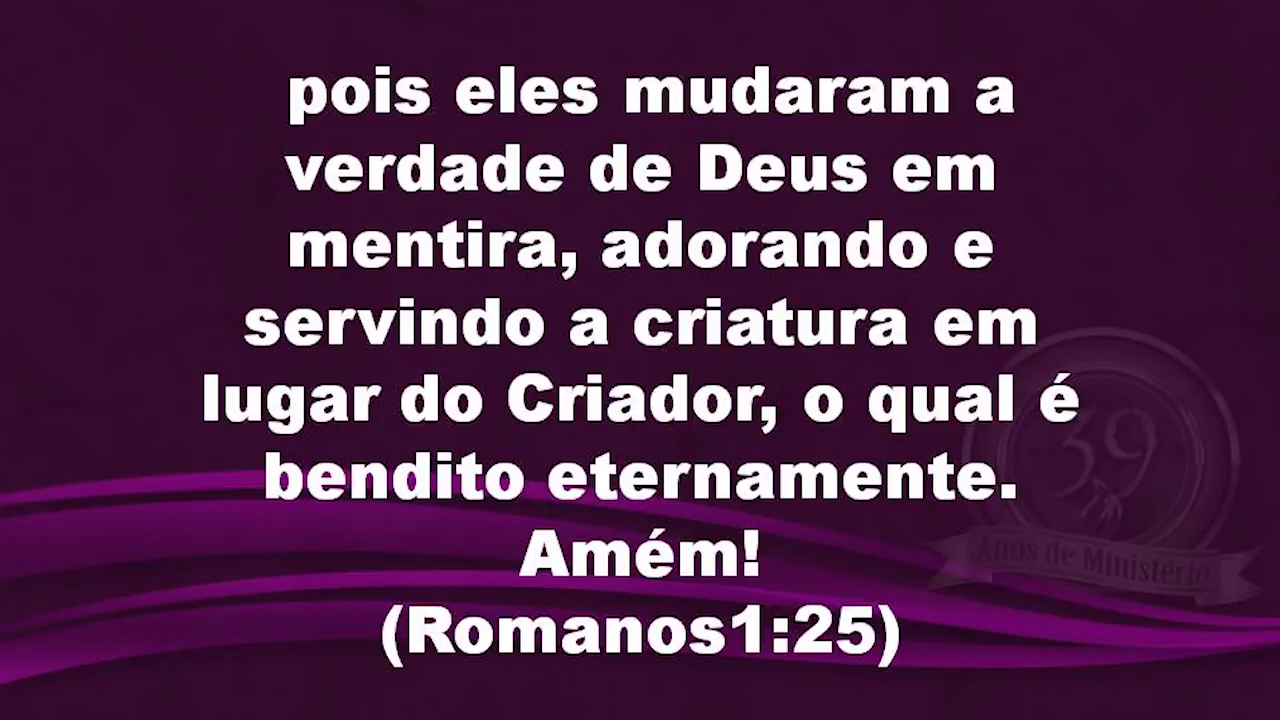 pois eles mudaram a
verdade de Deus em
mentira, adorando e
servindo a criatura em
lugar do Criador, o qual é
bendito eternamente.
Amém!
(Romanos1:25)
39
Anos de Ministério